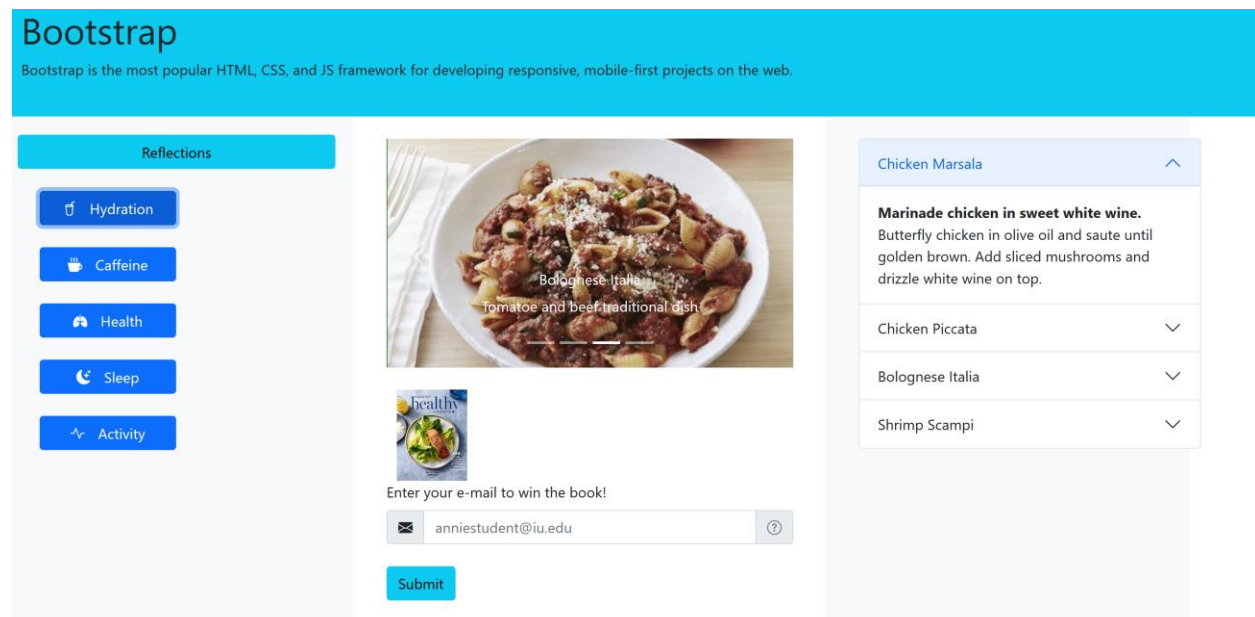 Bootstrap
Bootstrap is the most popular HTML, CSS, and JS framework for developing responsive, mobile-first projects on the web.
Reflections
Hydration
Caffeine
Health
Sleep
Activity
Bolognese Italia
Tomatoe and beef traditional dish
healthy
Enter your e-mail to win the book!
anniestudent@iu.edu
Submit
Chicken Marsala
Marinade chicken in sweet white wine.
Butterfly chicken in olive oil and saute until
golden brown. Add sliced mushrooms and
drizzle white wine on top.
Chicken Piccata
Bolognese Italia
Shrimp Scampi